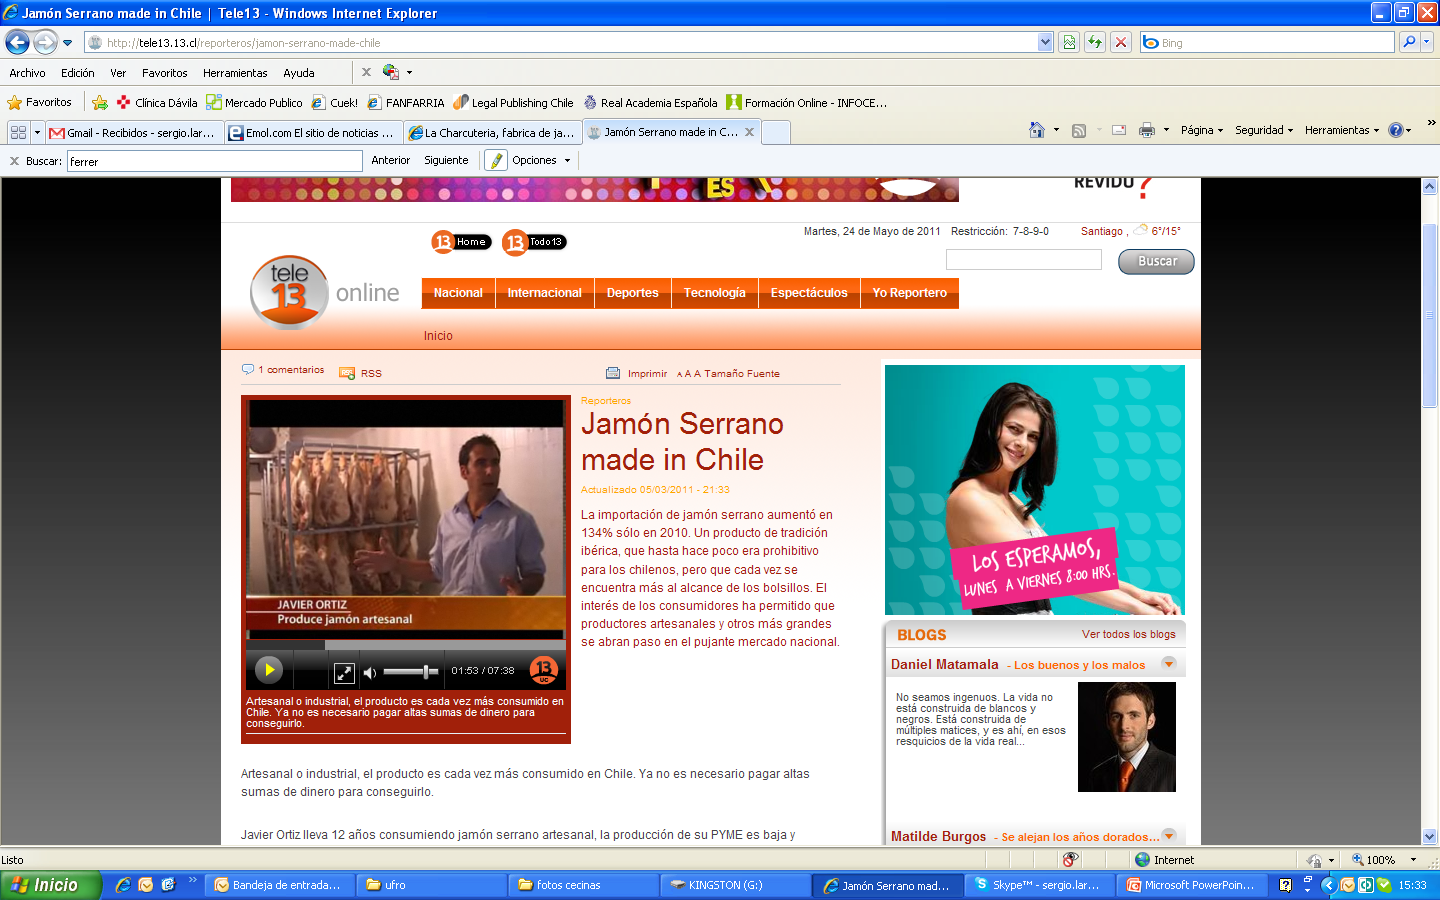 Jamón Serrano made in Chile | Tele13 - Windows Internet Explorer
http://tele13.13.cl/reporteros/jamon-serrano-made-chile
Bing
Archivo Edición Ver Favoritos Herramientas Ayuda
Favoritos Clínica Dávila Mercado Publico Cuek! FANFARRIA Legal Publishing Chile Real Academia Española Formación Online - INFOCE...
Gmail - Recibidos - sergio.lar... Emol.com El sitio de noticias ... La Charcuteria, fabrica de ja... Jamón Serrano made in C... Página Seguridad Herramientas
Buscar: ferrer Anterior Siguiente Opciones
ES
REVIDU ?
Martes, 24 de Mayo de 2011 Restricción: 7-8-9-0 Santiago , 6°/15°
13 Home 13 Todo13
Buscar
tele
13
online
Nacional Internacional Deportes Tecnología Espectáculos Yo Reportero
Inicio
1 comentarios RSS Imprimir A A A Tamaño Fuente
Reporteros
Jamón Serrano
made in Chile
Actualizado 05/03/2011 - 21:33
La importación de jamón serrano aumentó en
134% sólo en 2010. Un producto de tradición
ibérica, que hasta hace poco era prohibitivo
para los chilenos, pero que cada vez se
encuentra más al alcance de los bolsillos. El
interés de los consumidores ha permitido que
productores artesanales y otros más grandes
se abran paso en el pujante mercado nacional.
JAVIER ORTIZ
Produce jamón artesanal
01:53 / 07:38
13
UC
Artesanal o industrial, el producto es cada vez más consumido en
Chile. Ya no es necesario pagar altas sumas de dinero para
conseguirlo.
Artesanal o industrial, el producto es cada vez más consumido en Chile. Ya no es necesario pagar altas
sumas de dinero para conseguirlo.
Javier Ortiz lleva 12 años consumiendo jamón serrano artesanal, la producción de su PYME es baja y
LOS ESPERAMOS,
LUNES A VIERNES 8:00 HRS.
BLOGS Ver todos los blogs
Daniel Matamala - Los buenos y los malos
No seamos ingenuos. La vida no
está construida de blancos y
negros. Está construida de
múltiples matices, y es ahí, en esos
resquicios de la vida real...
Matilde Burgos - Se alejan los años dorados...
Listo Internet 100%
Inicio Bandeja de entrada... ufro fotos cecinas KINGSTON (G:) Jamón Serrano mad... Skype™ - sergio.lar... Microsoft PowerPoin... 15:33